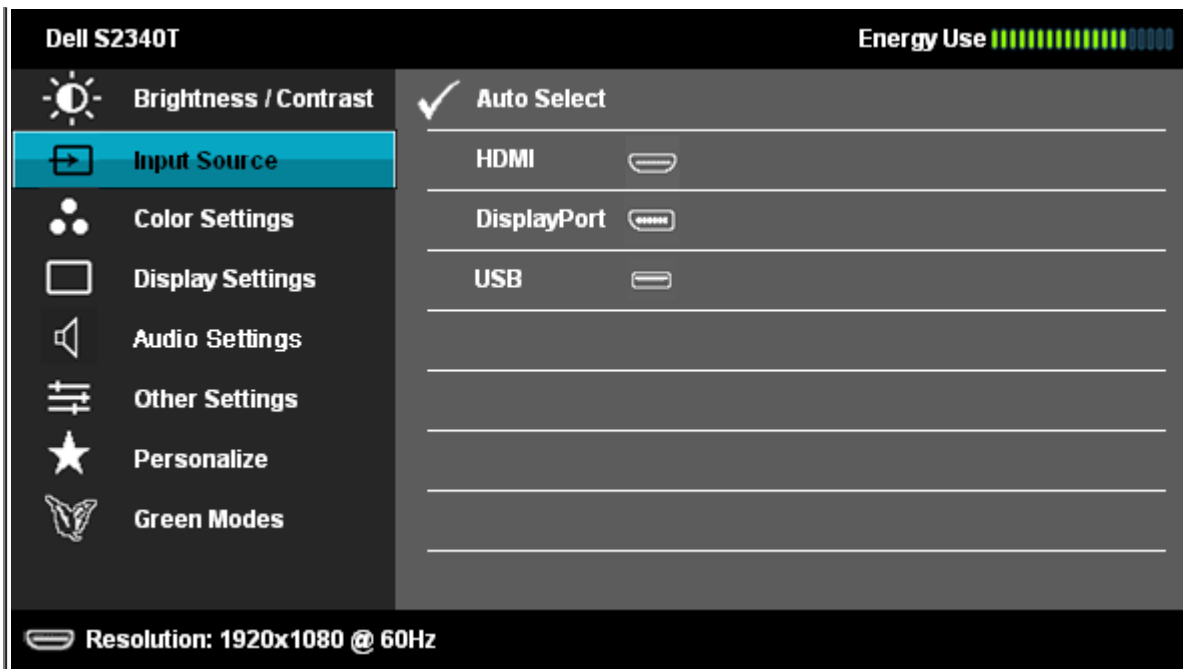 Dell S2340T Energy Use
Brightness / Contrast Auto Select
Input Source HDMI
Color Settings DisplayPort
Display Settings USB
Audio Settings
Other Settings
Personalize
Green Modes
Resolution: 1920x1080 @ 60Hz